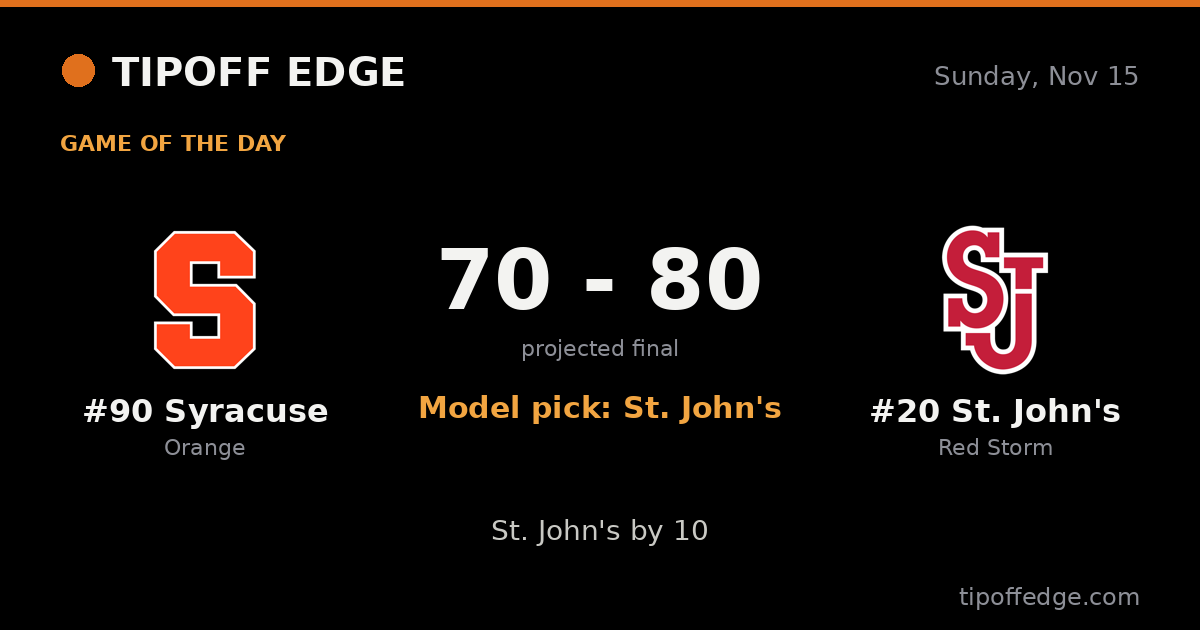 TIPOFF EDGE
Sunday, Nov 15
GAME OF THE DAY
S
70 - 80
SJ
projected final
Model pick: St. John's
#90 Syracuse
Orange
#20 St. John's
Red Storm
St. John's by 10
tipoffedge.com